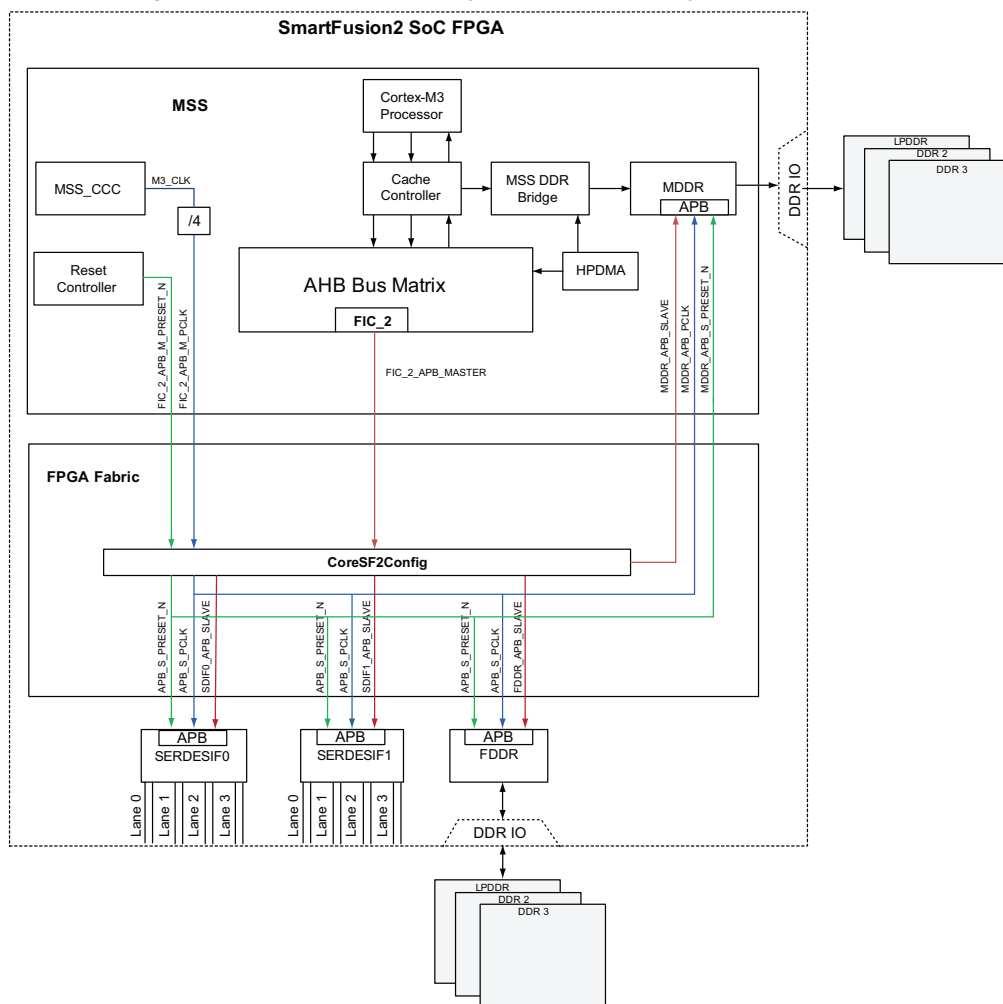 SmartFusion2 SoC FPGA
MSS
Cortex-M3
Processor
MSS_CCC
M3_CLK
/4
Cache
Controller
MSS DDR
Bridge
MDDR
APB
DDR IO
LPDDR
DDR 2
DDR 3
Reset
Controller
AHB Bus Matrix
FIC_2
HPDMA
FIC_2_APB_M_PRESET_N
FIC_2_APB_M_PCLK
FIC_2_APB_MASTER
MDDR_APB_SLAVE
MDDR_APB_PCLK
MDDR_APB_S_PRESET_N
FPGA Fabric
CoreSF2Config
APB_S_PRESET_N
APB_S_PCLK
SDIF0_APB_SLAVE
APB_S_PRESET_N
APB_S_PCLK
SDIF1_APB_SLAVE
APB_S_PRESET_N
APB_S_PCLK
FDDR_APB_SLAVE
APB
SERDESIF0
APB
SERDESIF1
APB
FDDR
Lane 0
Lane 1
Lane 2
Lane 3
Lane 0
Lane 1
Lane 2
Lane 3
DDR IO
LPDDR
DDR 2
DDR 3